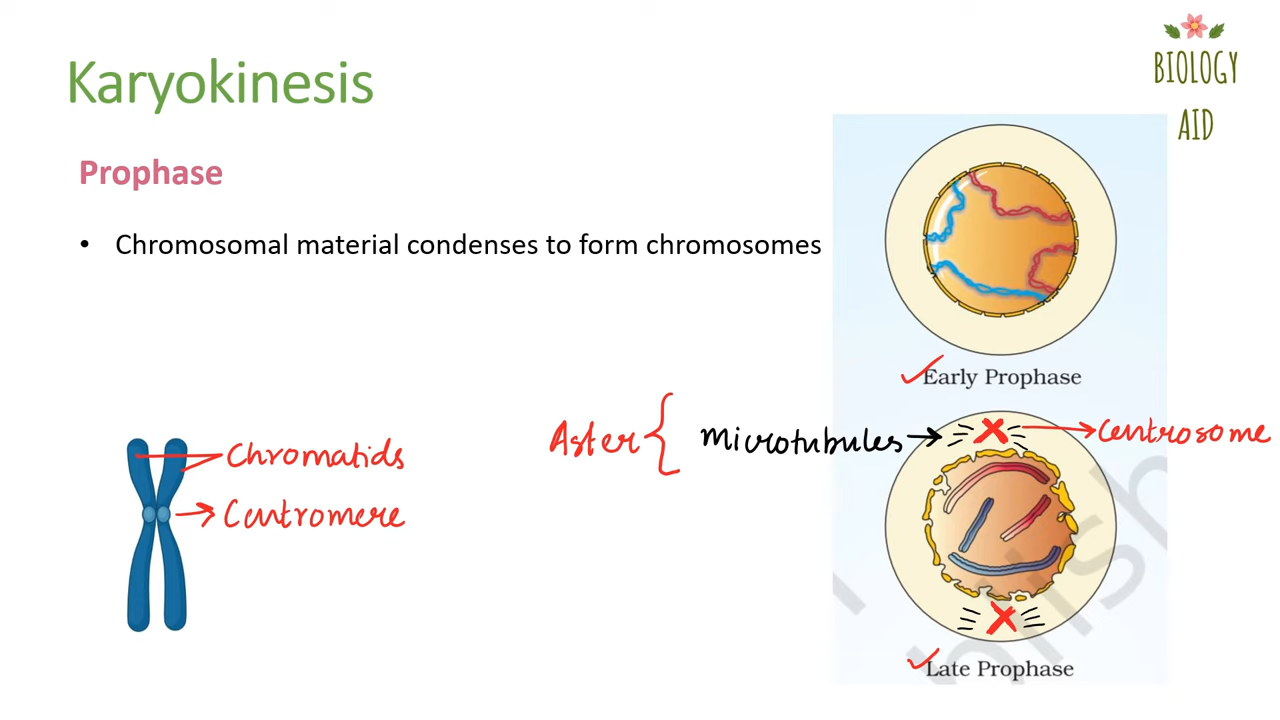 Karyokinesis
BIOLOGY
AID
Prophase
• Chromosomal material condenses to form chromosomes
Early Prophase
Aster { Microtubules → Centrosome
Chromatids
Centromere
Late Prophase